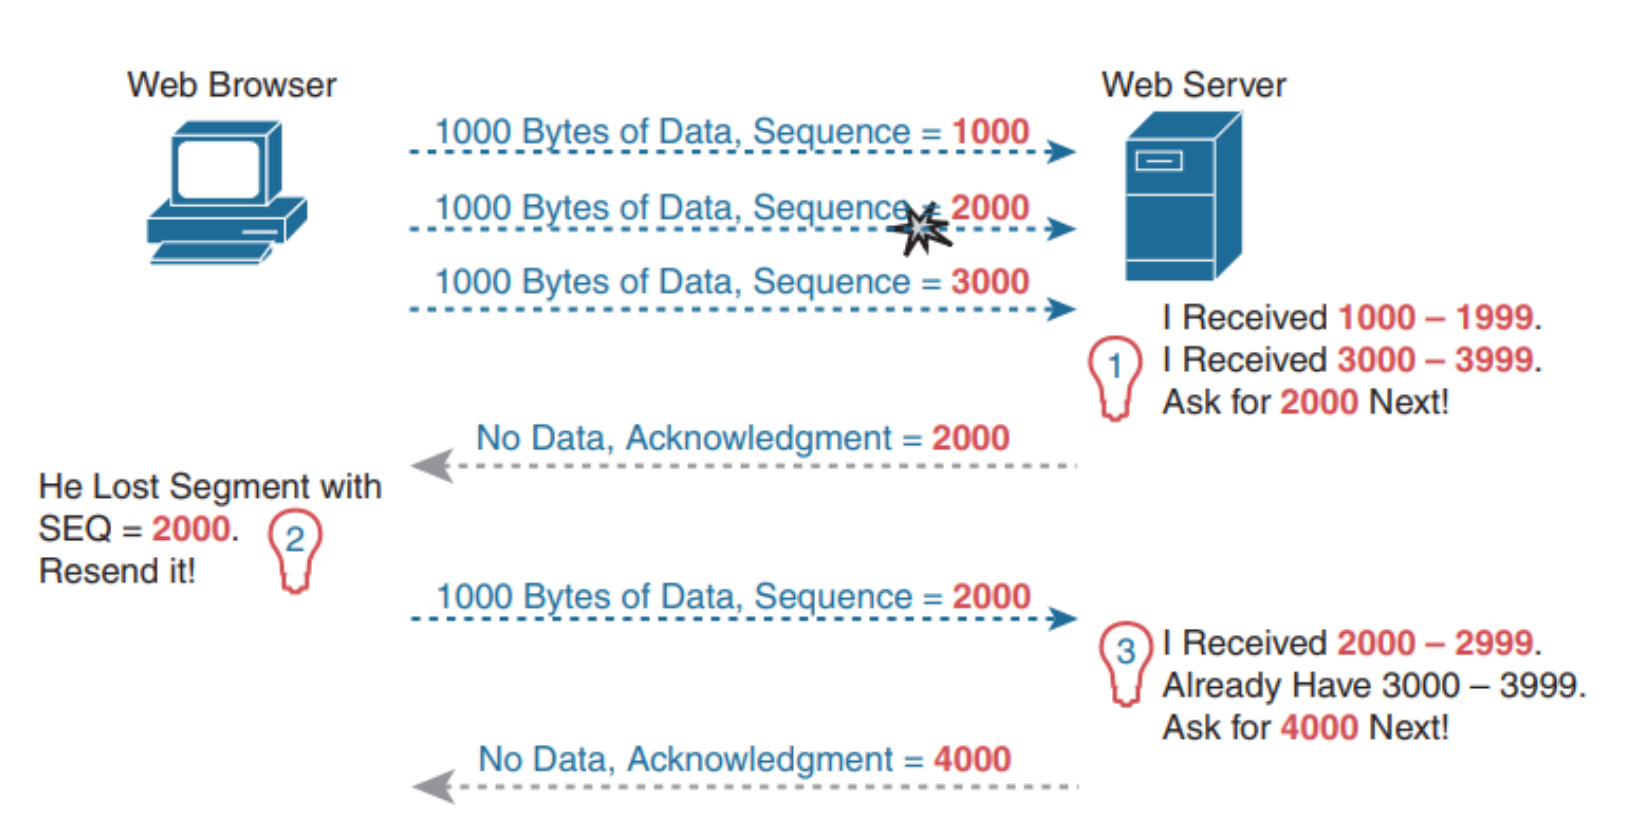 Web Browser
Web Server
1000 Bytes of Data, Sequence = 1000
1000 Bytes of Data, Sequence = 2000
1000 Bytes of Data, Sequence = 3000
I Received 1000 – 1999.
1 I Received 3000 – 3999.
Ask for 2000 Next!
No Data, Acknowledgment = 2000
He Lost Segment with
SEQ = 2000. 2
Resend it!
1000 Bytes of Data, Sequence = 2000
3 I Received 2000 – 2999.
Already Have 3000 – 3999.
Ask for 4000 Next!
No Data, Acknowledgment = 4000